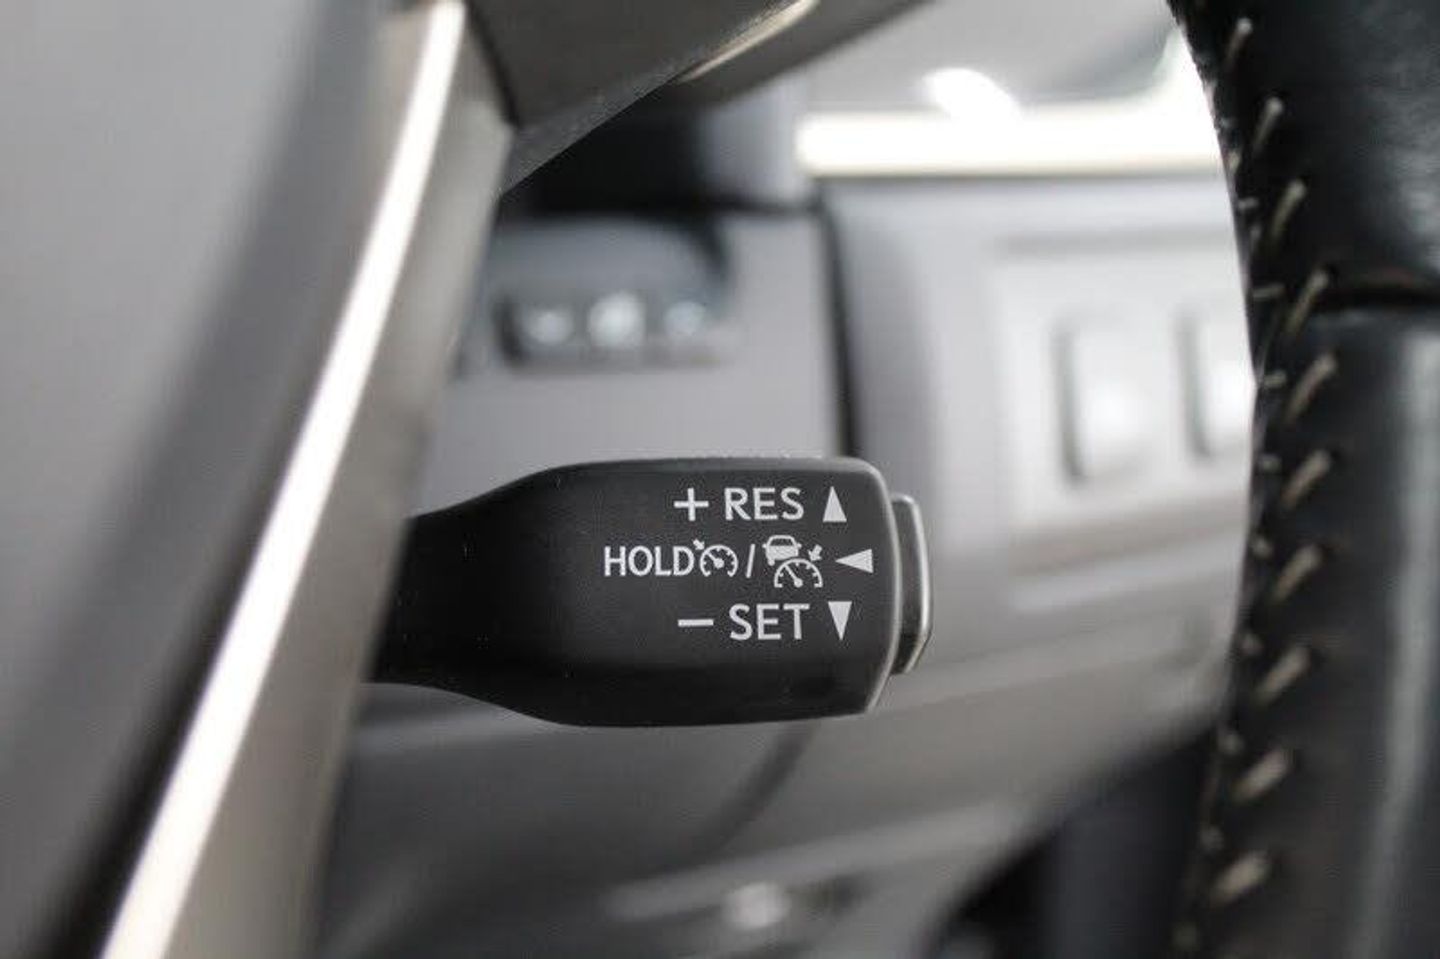 + RES ▲
HOLD / ◀
− SET ▼